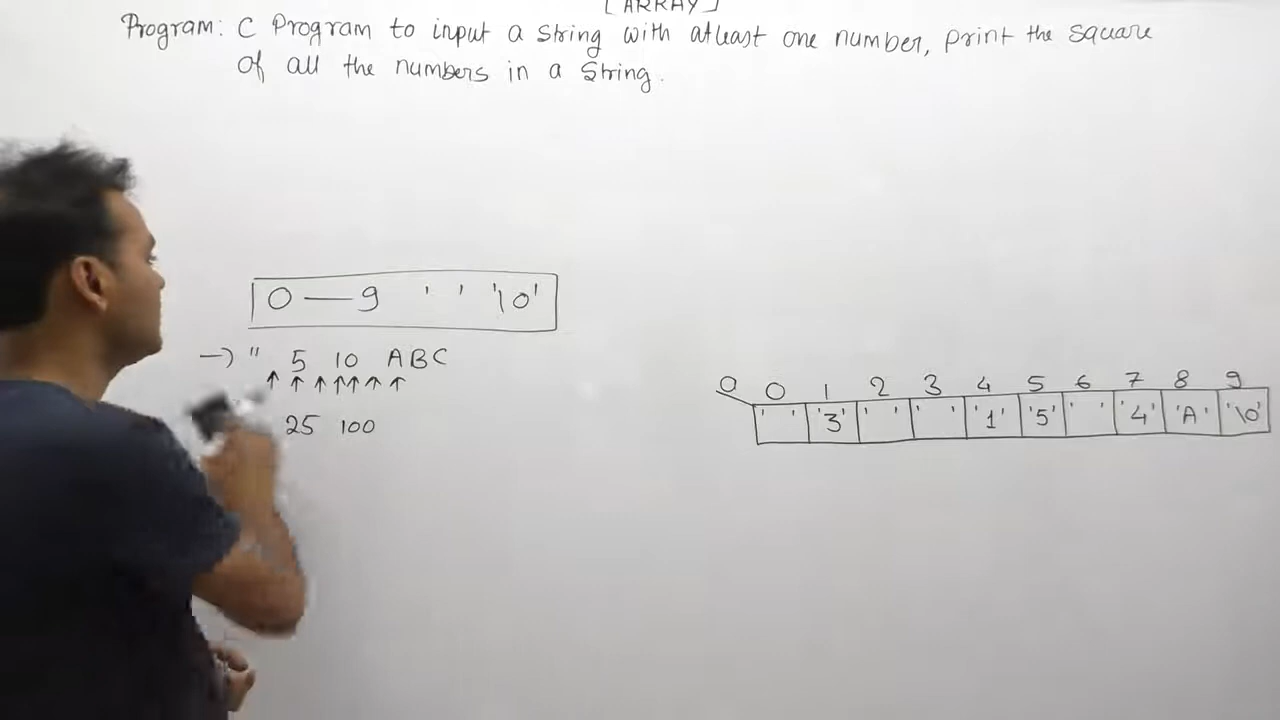 [ARRAY]
Program: C Program to input a string with atleast one number, print the square
of all the numbers in a String.
0 — 9 ' ' '\0'
→ " 5 10 ABC
↑ ↑ ↑ ↑ ↑ ↑ ↑
25 100
0 0 1 2 3 4 5 6 7 8 9
' ' '3' ' ' ' ' '1' '5' ' ' '4' 'A' '\0'